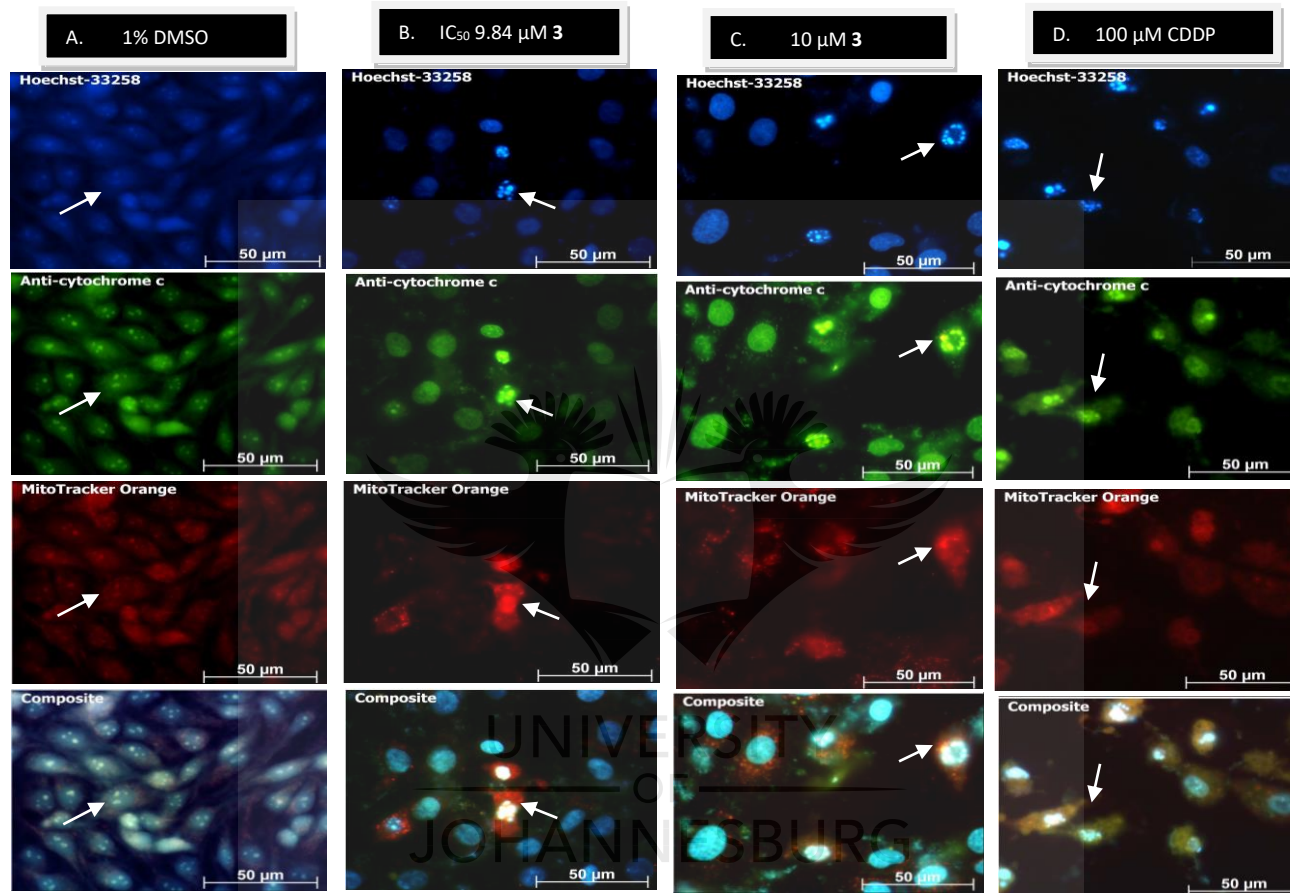 A. 1% DMSO
B. IC₅₀ 9.84 µM 3
C. 10 µM 3
D. 100 µM CDDP
Hoechst-33258
50 µm
Hoechst-33258
50 µm
Hoechst-33258
50 µm
Hoechst-33258
50 µm
Anti-cytochrome c
50 µm
Anti-cytochrome c
50 µm
Anti-cytochrome c
50 µm
Anti-cytochrome c
50 µm
MitoTracker Orange
50 µm
MitoTracker Orange
50 µm
MitoTracker Orange
50 µm
MitoTracker Orange
50 µm
Composite
50 µm
Composite
50 µm
Composite
50 µm
Composite
50 µm
UNIVERSITY
OF
JOHANNESBURG